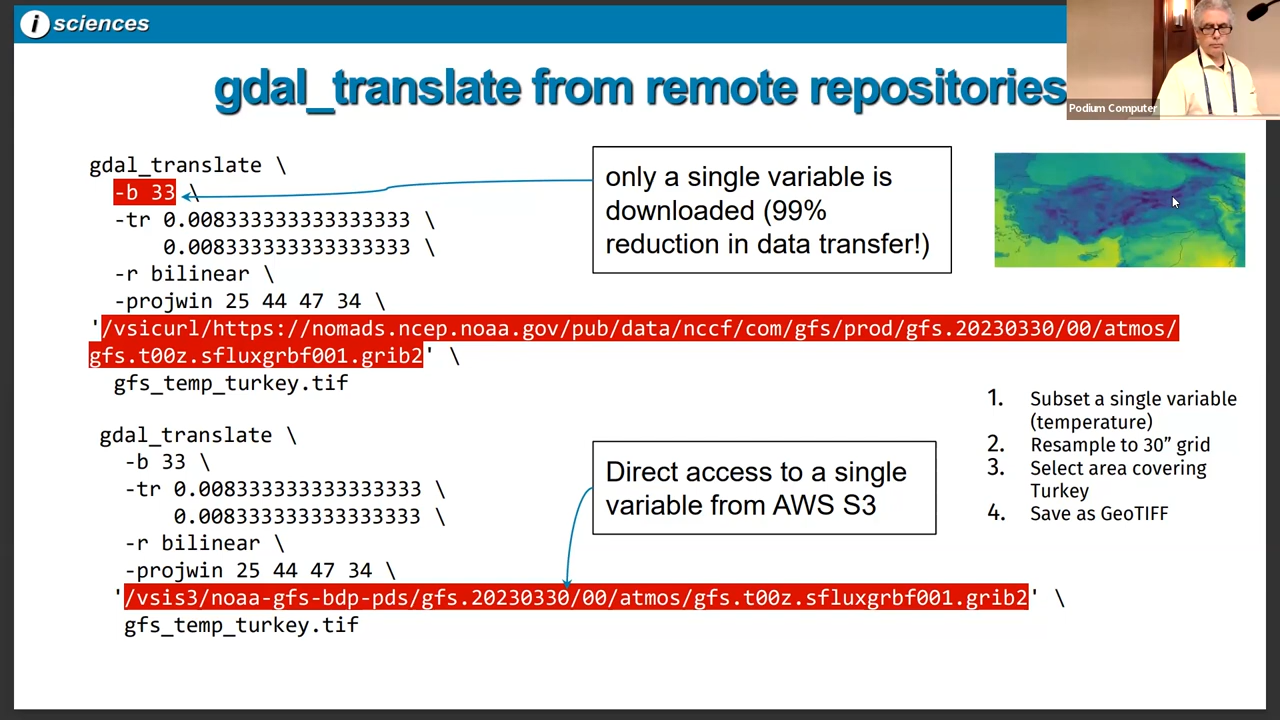 i sciences
gdal_translate from remote repositories
Podium Computer
gdal_translate \
-b 33 \
-tr 0.008333333333333333 \
0.008333333333333333 \
-r bilinear \
-projwin 25 44 47 34 \
'/vsicurl/https://nomads.ncep.noaa.gov/pub/data/nccf/com/gfs/prod/gfs.20230330/00/atmos/
gfs.t00z.sfluxgrbf001.grib2' \
gfs_temp_turkey.tif
only a single variable is
downloaded (99%
reduction in data transfer!)
gdal_translate \
-b 33 \
-tr 0.008333333333333333 \
0.008333333333333333 \
-r bilinear \
-projwin 25 44 47 34 \
'/vsis3/noaa-gfs-bdp-pds/gfs.20230330/00/atmos/gfs.t00z.sfluxgrbf001.grib2' \
gfs_temp_turkey.tif
Direct access to a single
variable from AWS S3
1. Subset a single variable
(temperature)
2. Resample to 30” grid
3. Select area covering
Turkey
4. Save as GeoTIFF